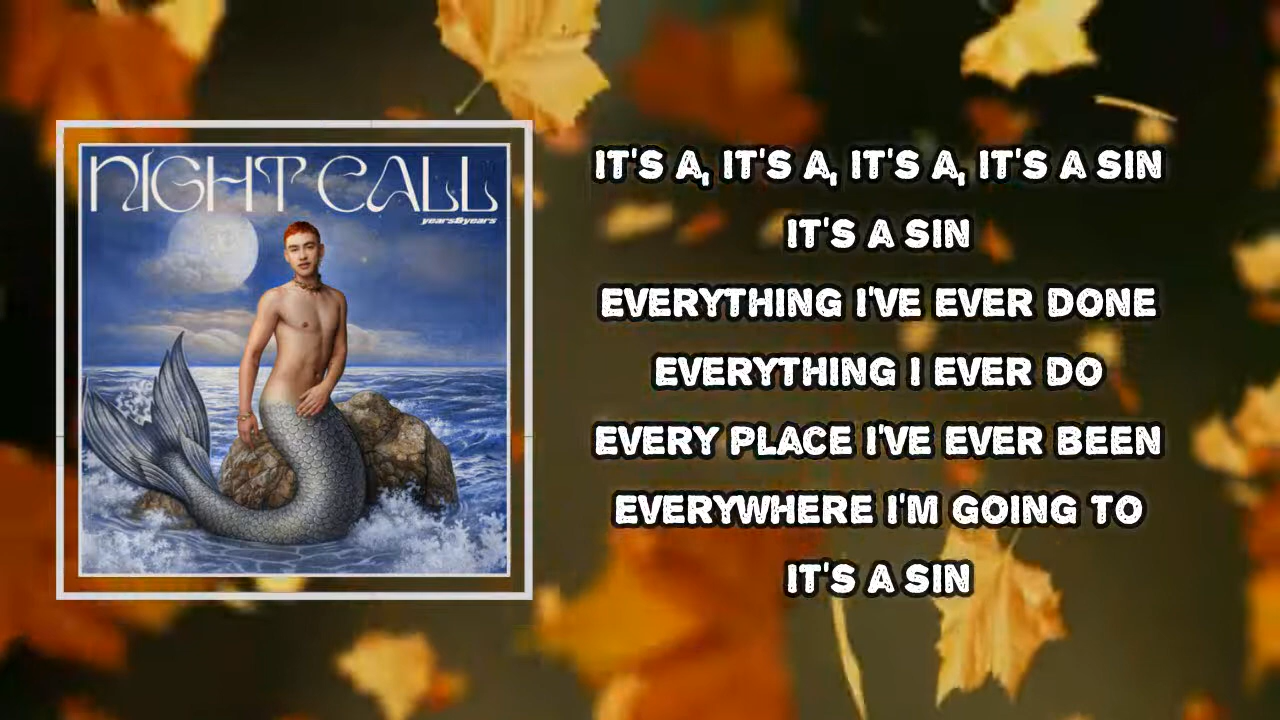 NIGHT CALL
years&years
IT'S A, IT'S A, IT'S A, IT'S A SIN
IT'S A SIN
EVERYTHING I'VE EVER DONE
EVERYTHING I EVER DO
EVERY PLACE I'VE EVER BEEN
EVERYWHERE I'M GOING TO
IT'S A SIN